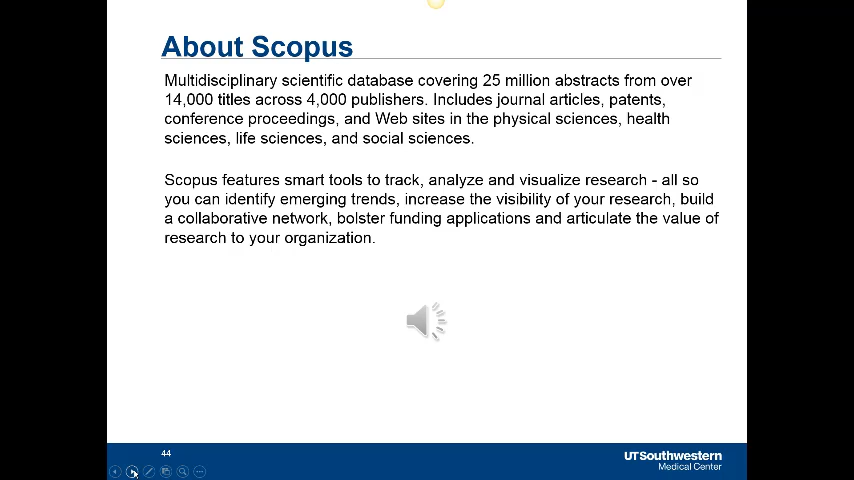 About Scopus
Multidisciplinary scientific database covering 25 million abstracts from over
14,000 titles across 4,000 publishers. Includes journal articles, patents,
conference proceedings, and Web sites in the physical sciences, health
sciences, life sciences, and social sciences.
Scopus features smart tools to track, analyze and visualize research - all so
you can identify emerging trends, increase the visibility of your research, build
a collaborative network, bolster funding applications and articulate the value of
research to your organization.
44
UTSouthwestern
Medical Center